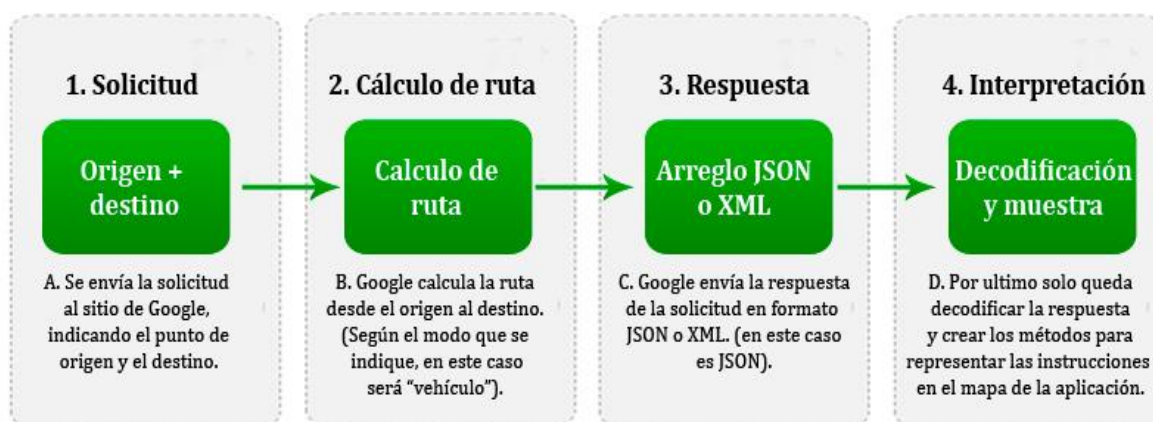 1. Solicitud
Origen +
destino
A. Se envía la solicitud
al sitio de Google,
indicando el punto de
origen y el destino.
2. Cálculo de ruta
Calculo de
ruta
B. Google calcula la ruta
desde el origen al destino.
(Según el modo que se
indique, en este caso
será “vehículo”).
3. Respuesta
Arreglo JSON
o XML
C. Google envía la respuesta
de la solicitud en formato
JSON o XML. (en este caso
es JSON).
4. Interpretación
Decodificación
y muestra
D. Por ultimo solo queda
decodificar la respuesta
y crear los métodos para
representar las instrucciones
en el mapa de la aplicación.